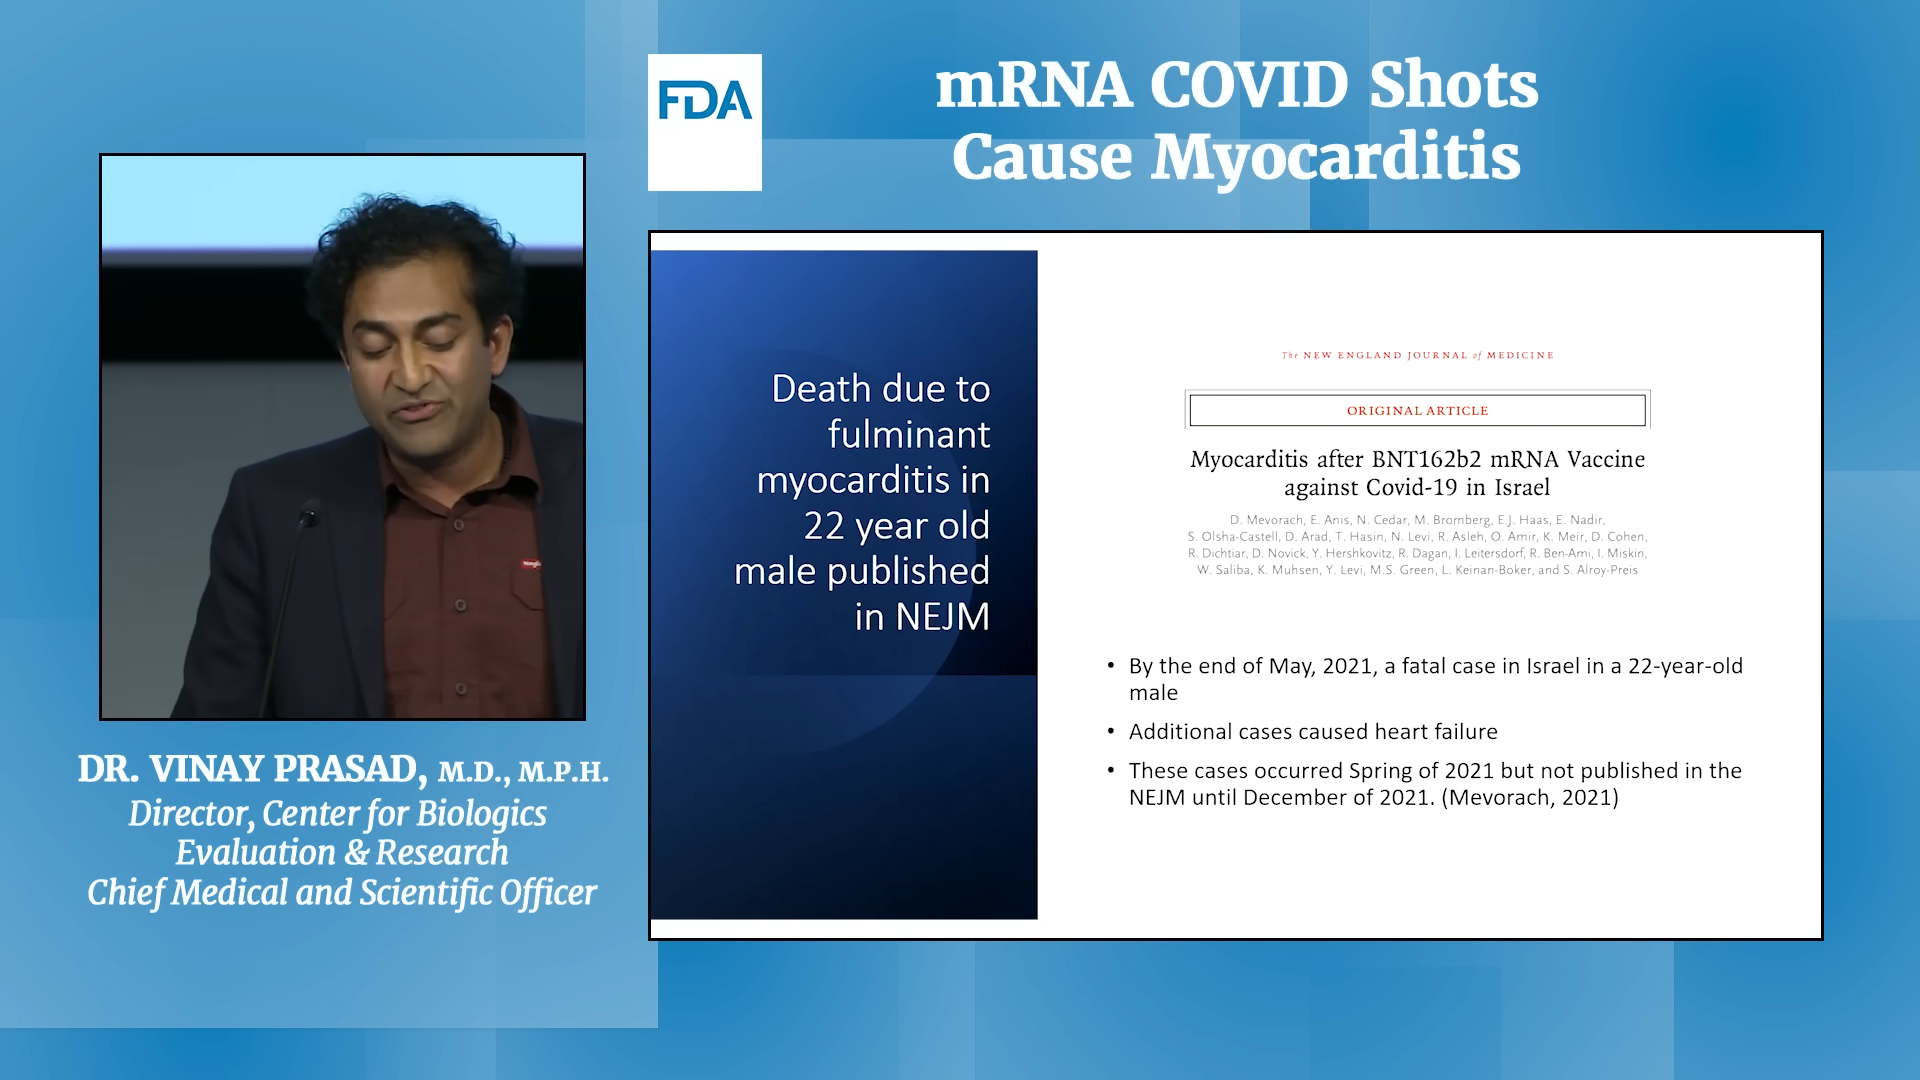 FDA
mRNA COVID Shots
Cause Myocarditis
Death due to
fulminant
myocarditis in
22 year old
male published
in NEJM
The NEW ENGLAND JOURNAL of MEDICINE
ORIGINAL ARTICLE
Myocarditis after BNT162b2 mRNA Vaccine
against Covid-19 in Israel
D. Mevorach, E. Anis, N. Cedar, M. Bromberg, E.J. Haas, E. Nadir,
S. Olsha-Castell, D. Arad, T. Hasin, N. Levi, R. Asleh, O. Amir, K. Meir, D. Cohen,
R. Dichtiar, D. Novick, Y. Hershkovitz, R. Dagan, I. Leitersdorf, R. Ben-Ami, I. Miskin,
W. Saliba, K. Muhsen, Y. Levi, M.S. Green, L. Keinan-Boker, and S. Alroy-Preis
• By the end of May, 2021, a fatal case in Israel in a 22-year-old
male
• Additional cases caused heart failure
• These cases occurred Spring of 2021 but not published in the
NEJM until December of 2021. (Mevorach, 2021)
DR. VINAY PRASAD, M.D., M.P.H.
Director, Center for Biologics
Evaluation & Research
Chief Medical and Scientific Officer